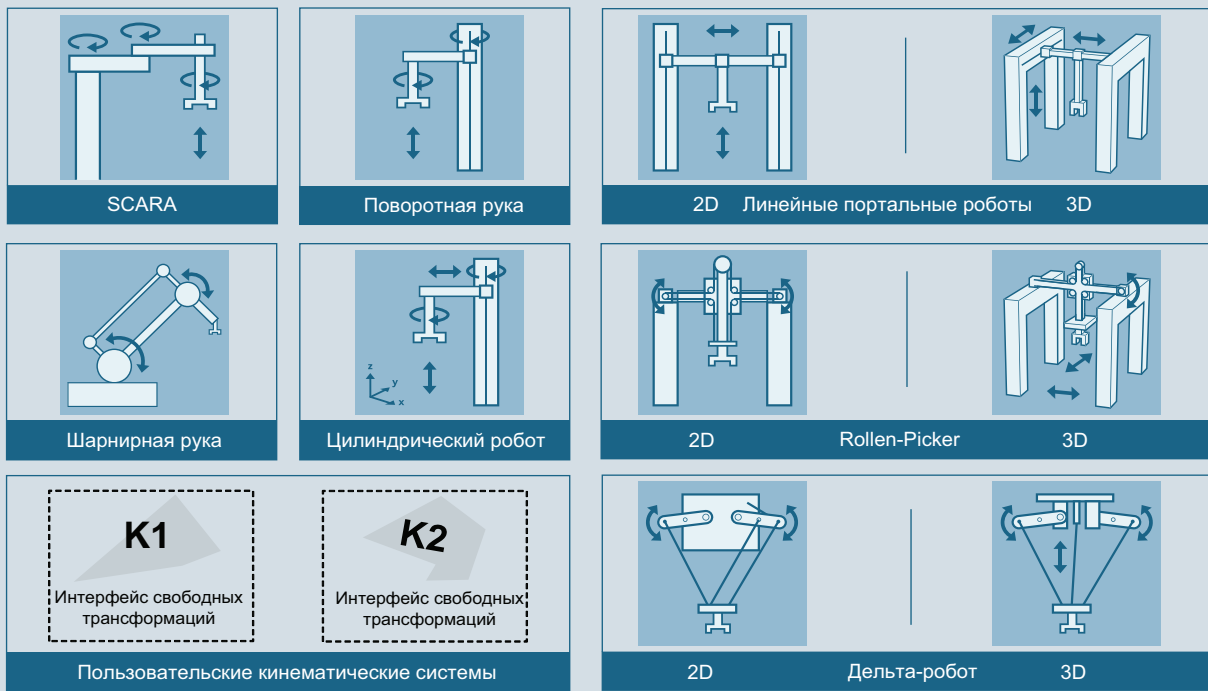 SCARA
Поворотная рука
2D Линейные портальные роботы 3D
z
y
x
Шарнирная рука
Цилиндрический робот
2D Rollen-Picker 3D
K1
Интерфейс свободных
трансформаций
K2
Интерфейс свободных
трансформаций
Пользовательские кинематические системы
2D Дельта-робот 3D